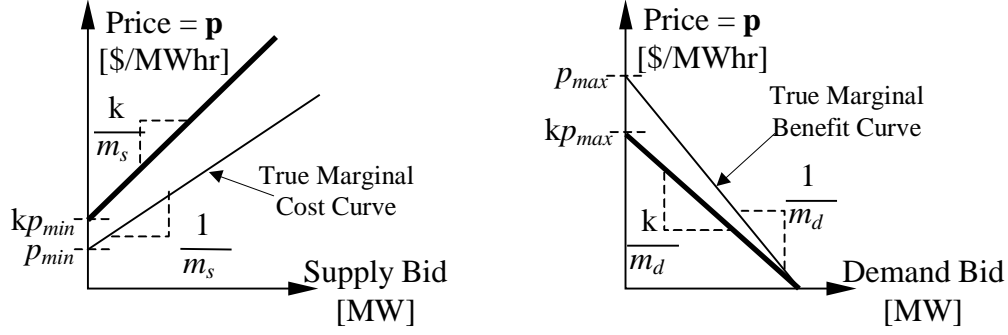 Price = p
[$/MWhr]
k
m_s
True Marginal
Cost Curve
kp_min
p_min
1
m_s
Supply Bid
[MW]
Price = p
[$/MWhr]
p_max
True Marginal
Benefit Curve
kp_max
1
m_d
k
m_d
Demand Bid
[MW]